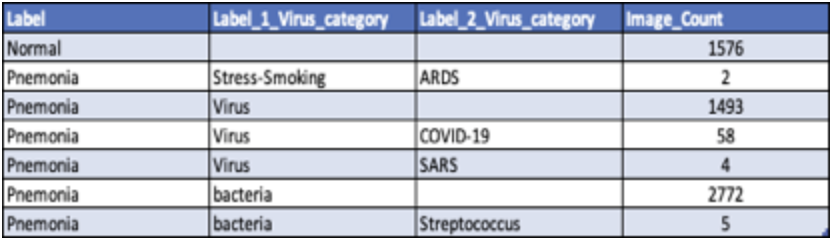 Label Label_1_Virus_category Label_2_Virus_category Image_Count
Normal 1576
Pnemonia Stress-Smoking ARDS 2
Pnemonia Virus 1493
Pnemonia Virus COVID-19 58
Pnemonia Virus SARS 4
Pnemonia bacteria 2772
Pnemonia bacteria Streptococcus 5